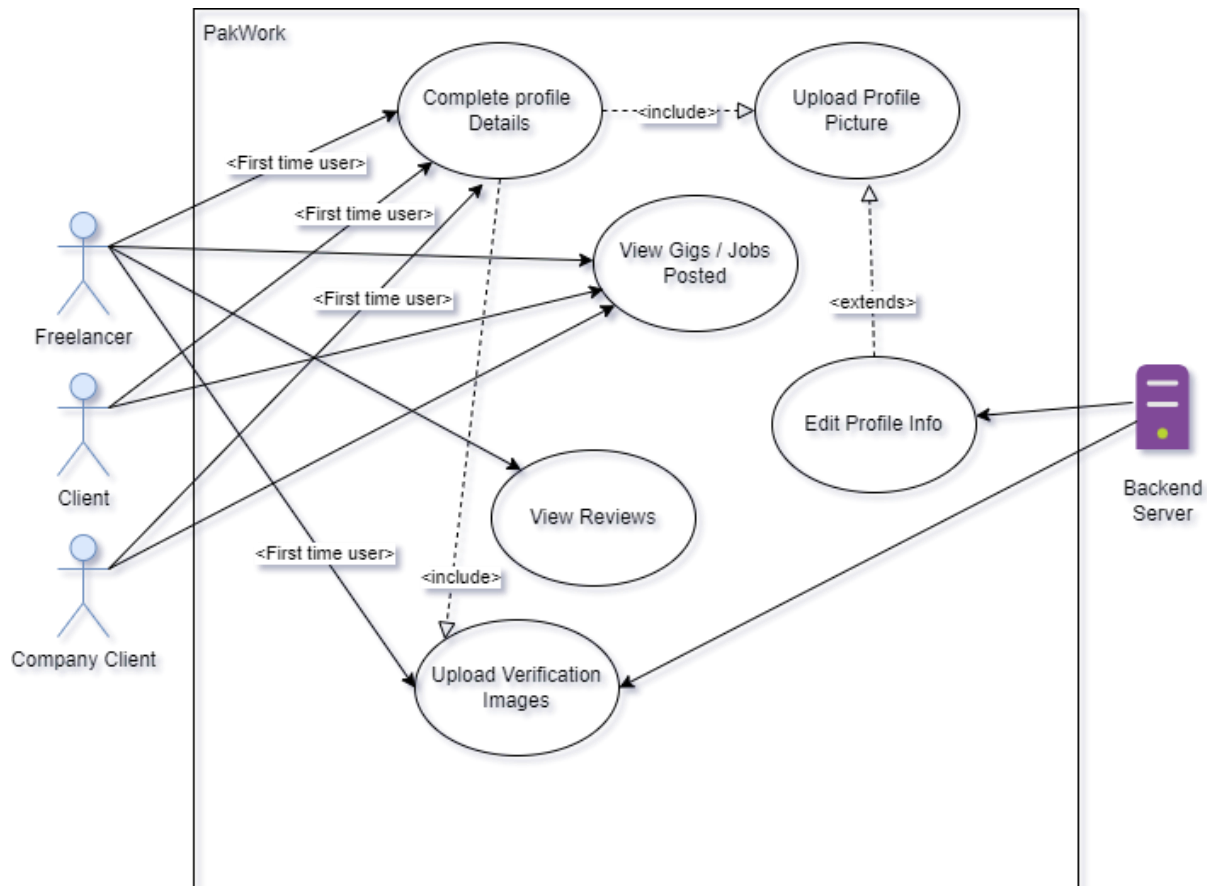 PakWork
Complete profile
Details
<include>
Upload Profile
Picture
<First time user>
<First time user>
View Gigs / Jobs
Posted
<First time user>
<extends>
Freelancer
Edit Profile Info
Client
Backend
Server
View Reviews
<First time user>
<include>
Company Client
Upload Verification
Images